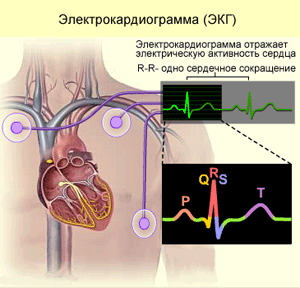 Электрокардиограмма (ЭКГ)
Электрокардиограмма отражает
электрическую активность сердца
R-R- одно сердечное сокращение
R
Q S
P T